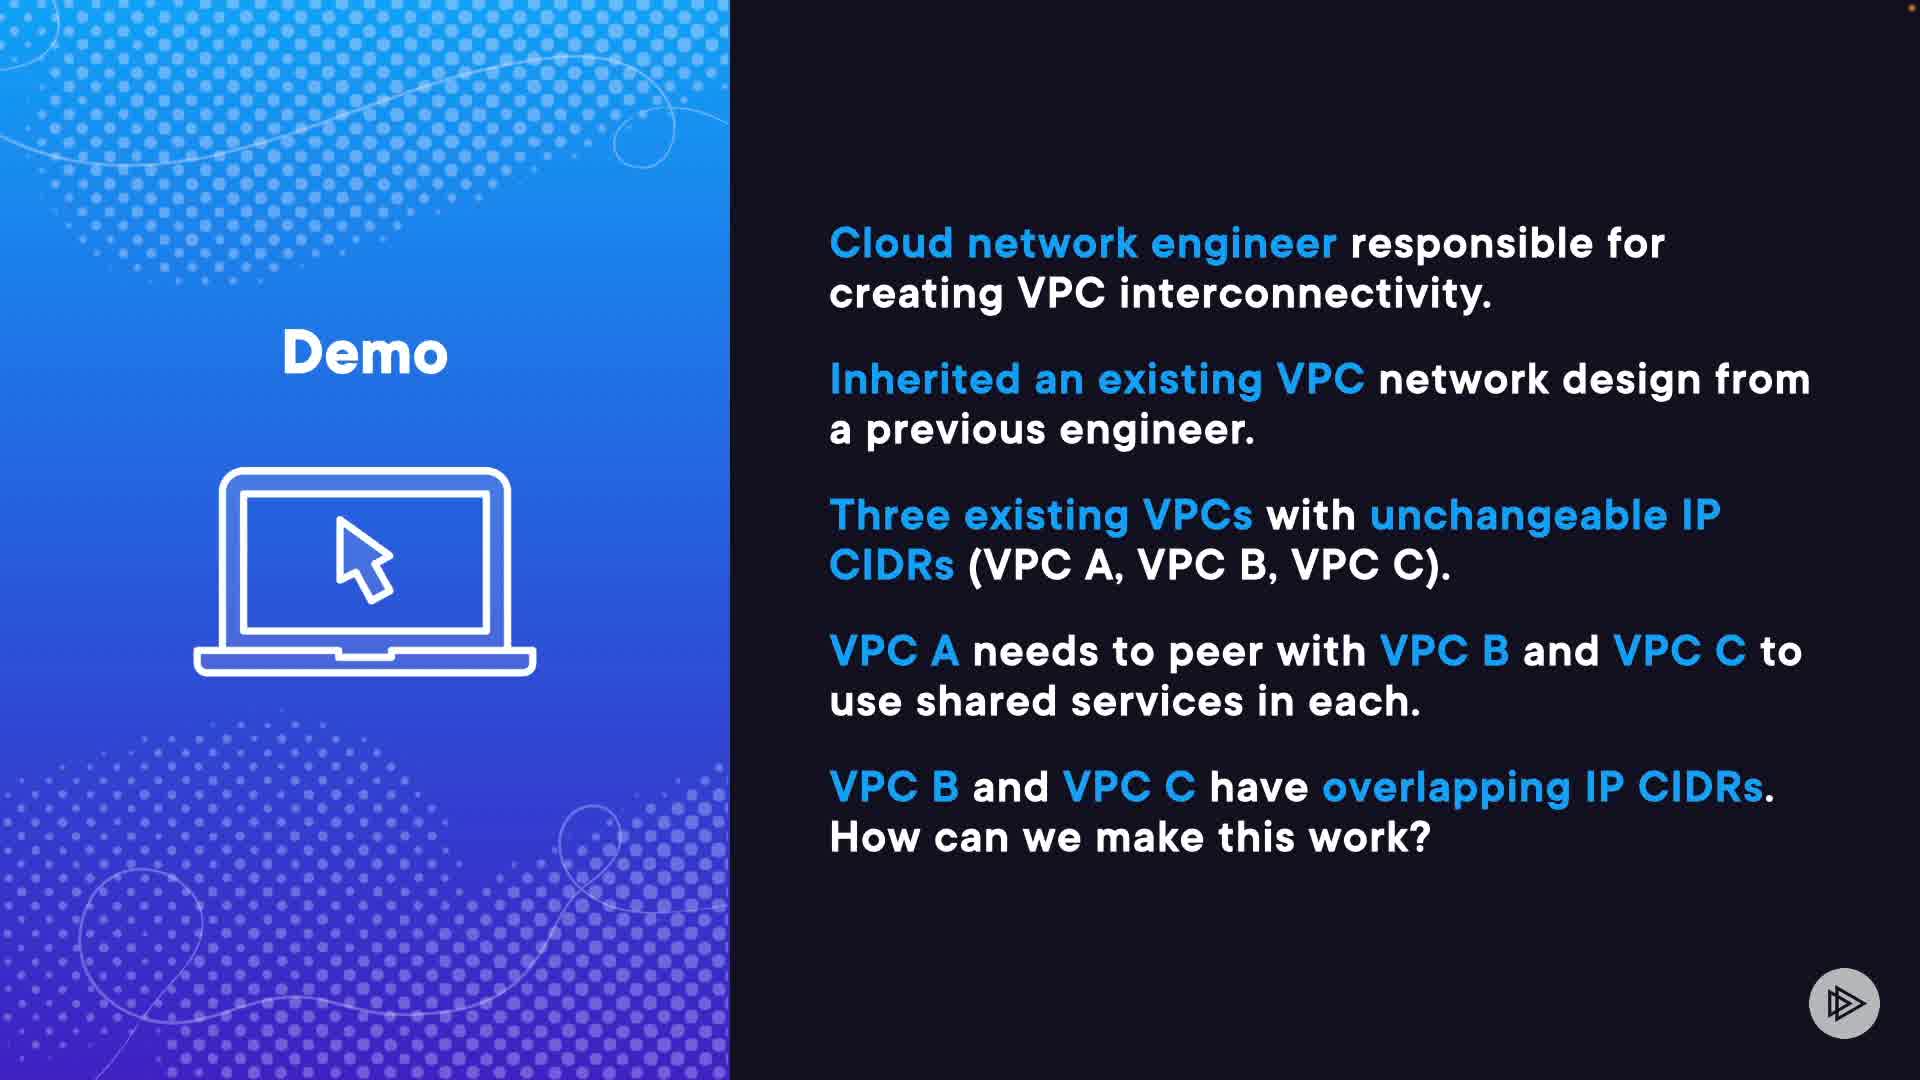 Demo
Cloud network engineer responsible for
creating VPC interconnectivity.
Inherited an existing VPC network design from
a previous engineer.
Three existing VPCs with unchangeable IP
CIDRs (VPC A, VPC B, VPC C).
VPC A needs to peer with VPC B and VPC C to
use shared services in each.
VPC B and VPC C have overlapping IP CIDRs.
How can we make this work?